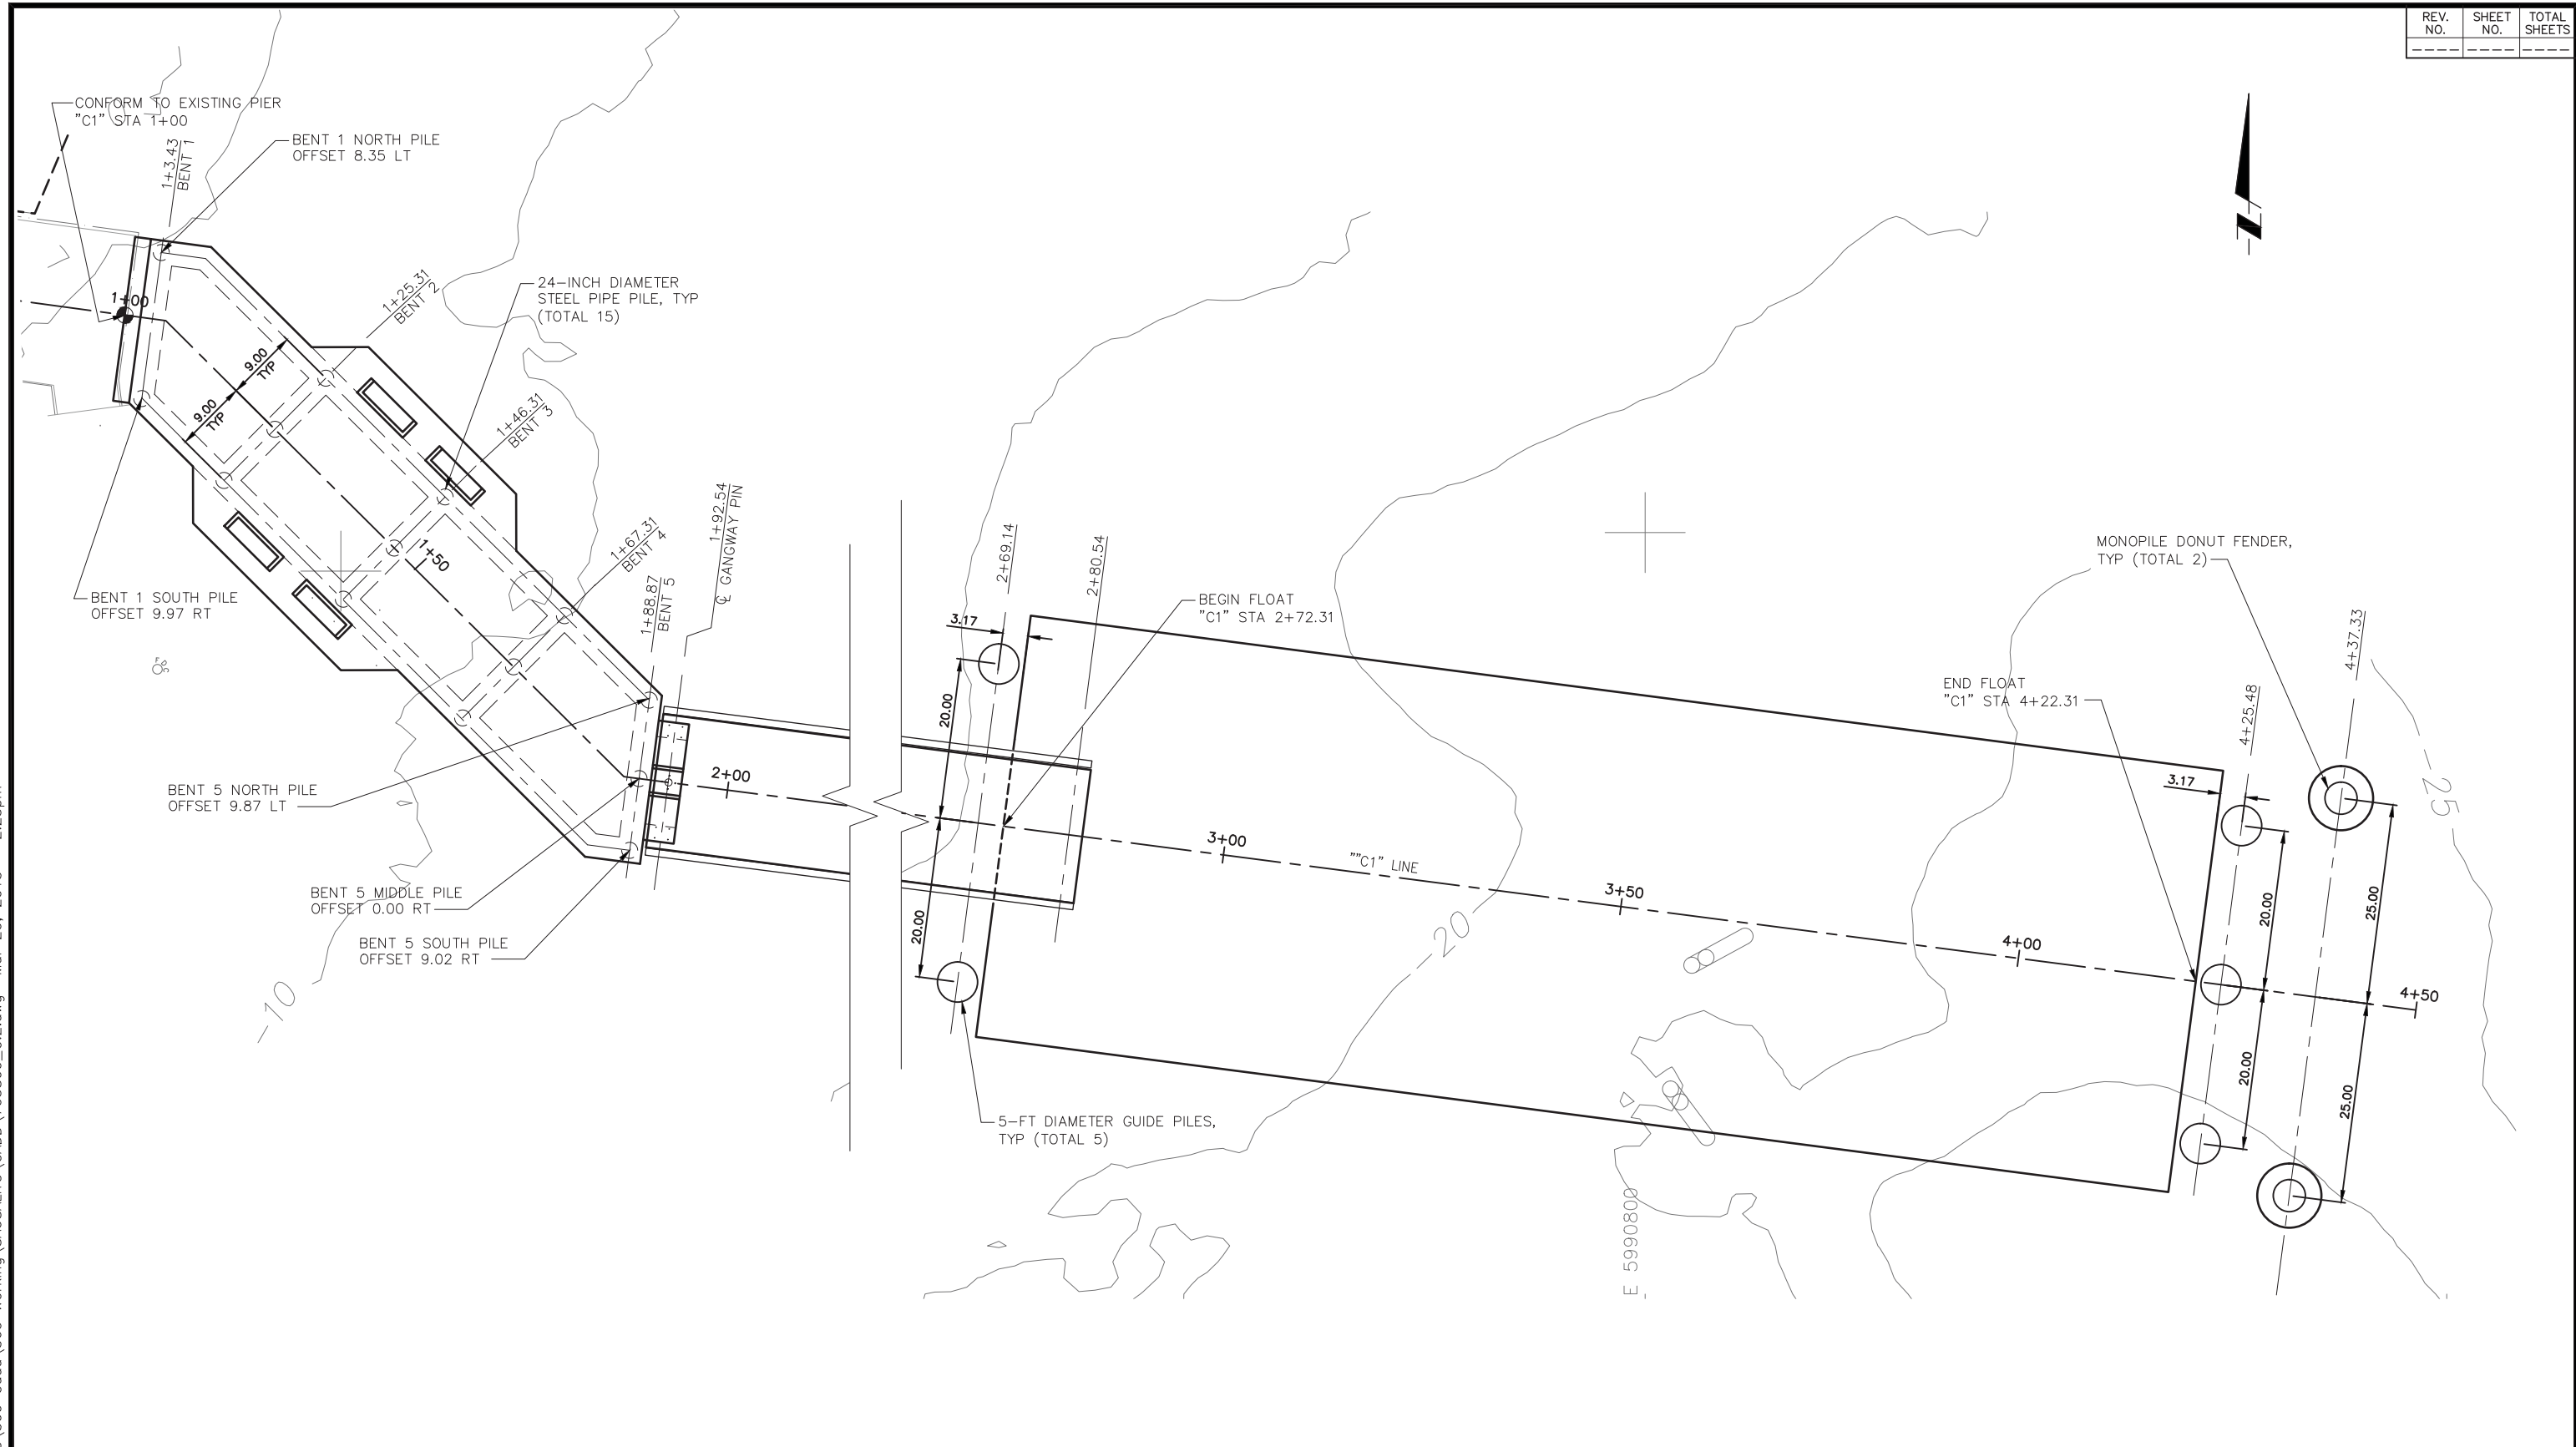 REV. NO.
SHEET NO.
TOTAL SHEETS
---- ---- ----
CONFORM TO EXISTING PIER
"C1" STA 1+00
1+3.43
BENT 1
BENT 1 NORTH PILE
OFFSET 8.35 LT
N
1+00
9.00
TYP
9.00
TYP
1+25.31
BENT 2
24-INCH DIAMETER
STEEL PIPE PILE, TYP
(TOTAL 15)
1+46.31
BENT 3
1+50
1+67.31
BENT 4
1+88.87
BENT 5
1+92.54
℄ GANGWAY PIN
BENT 1 SOUTH PILE
OFFSET 9.97 RT
BENT 5 NORTH PILE
OFFSET 9.87 LT
2+00
BENT 5 MIDDLE PILE
OFFSET 0.00 RT
BENT 5 SOUTH PILE
OFFSET 9.02 RT
-10
2+69.14
2+80.54
3.17
BEGIN FLOAT
"C1" STA 2+72.31
20.00
20.00
5-FT DIAMETER GUIDE PILES,
TYP (TOTAL 5)
3+00
""C1" LINE
3+50
4+00
4+50
-20
E 5990800
MONOPILE DONUT FENDER,
TYP (TOTAL 2)
END FLOAT
"C1" STA 4+22.31
4+25.48
4+37.33
3.17
20.00
20.00
25.00
25.00
-25